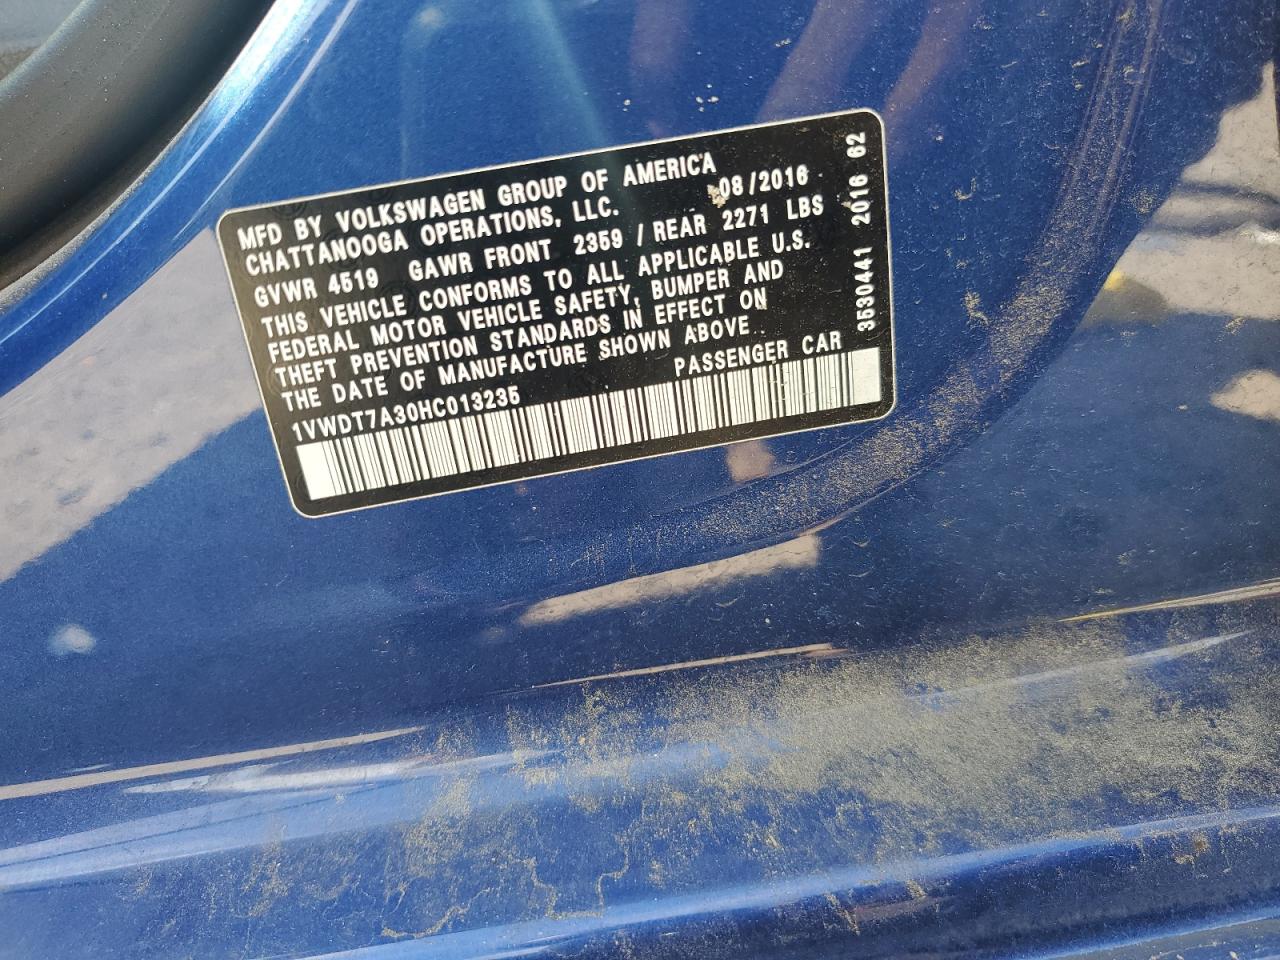 MFD BY VOLKSWAGEN GROUP OF AMERICA
CHATTANOOGA OPERATIONS, LLC. 08/2016
GVWR 4519 GAWR FRONT 2359 / REAR 2271 LBS
THIS VEHICLE CONFORMS TO ALL APPLICABLE U.S.
FEDERAL MOTOR VEHICLE SAFETY, BUMPER AND
THEFT PREVENTION STANDARDS IN EFFECT ON
THE DATE OF MANUFACTURE SHOWN ABOVE.
1VWDT7A30HC013235 PASSENGER CAR
3530441 2016 62